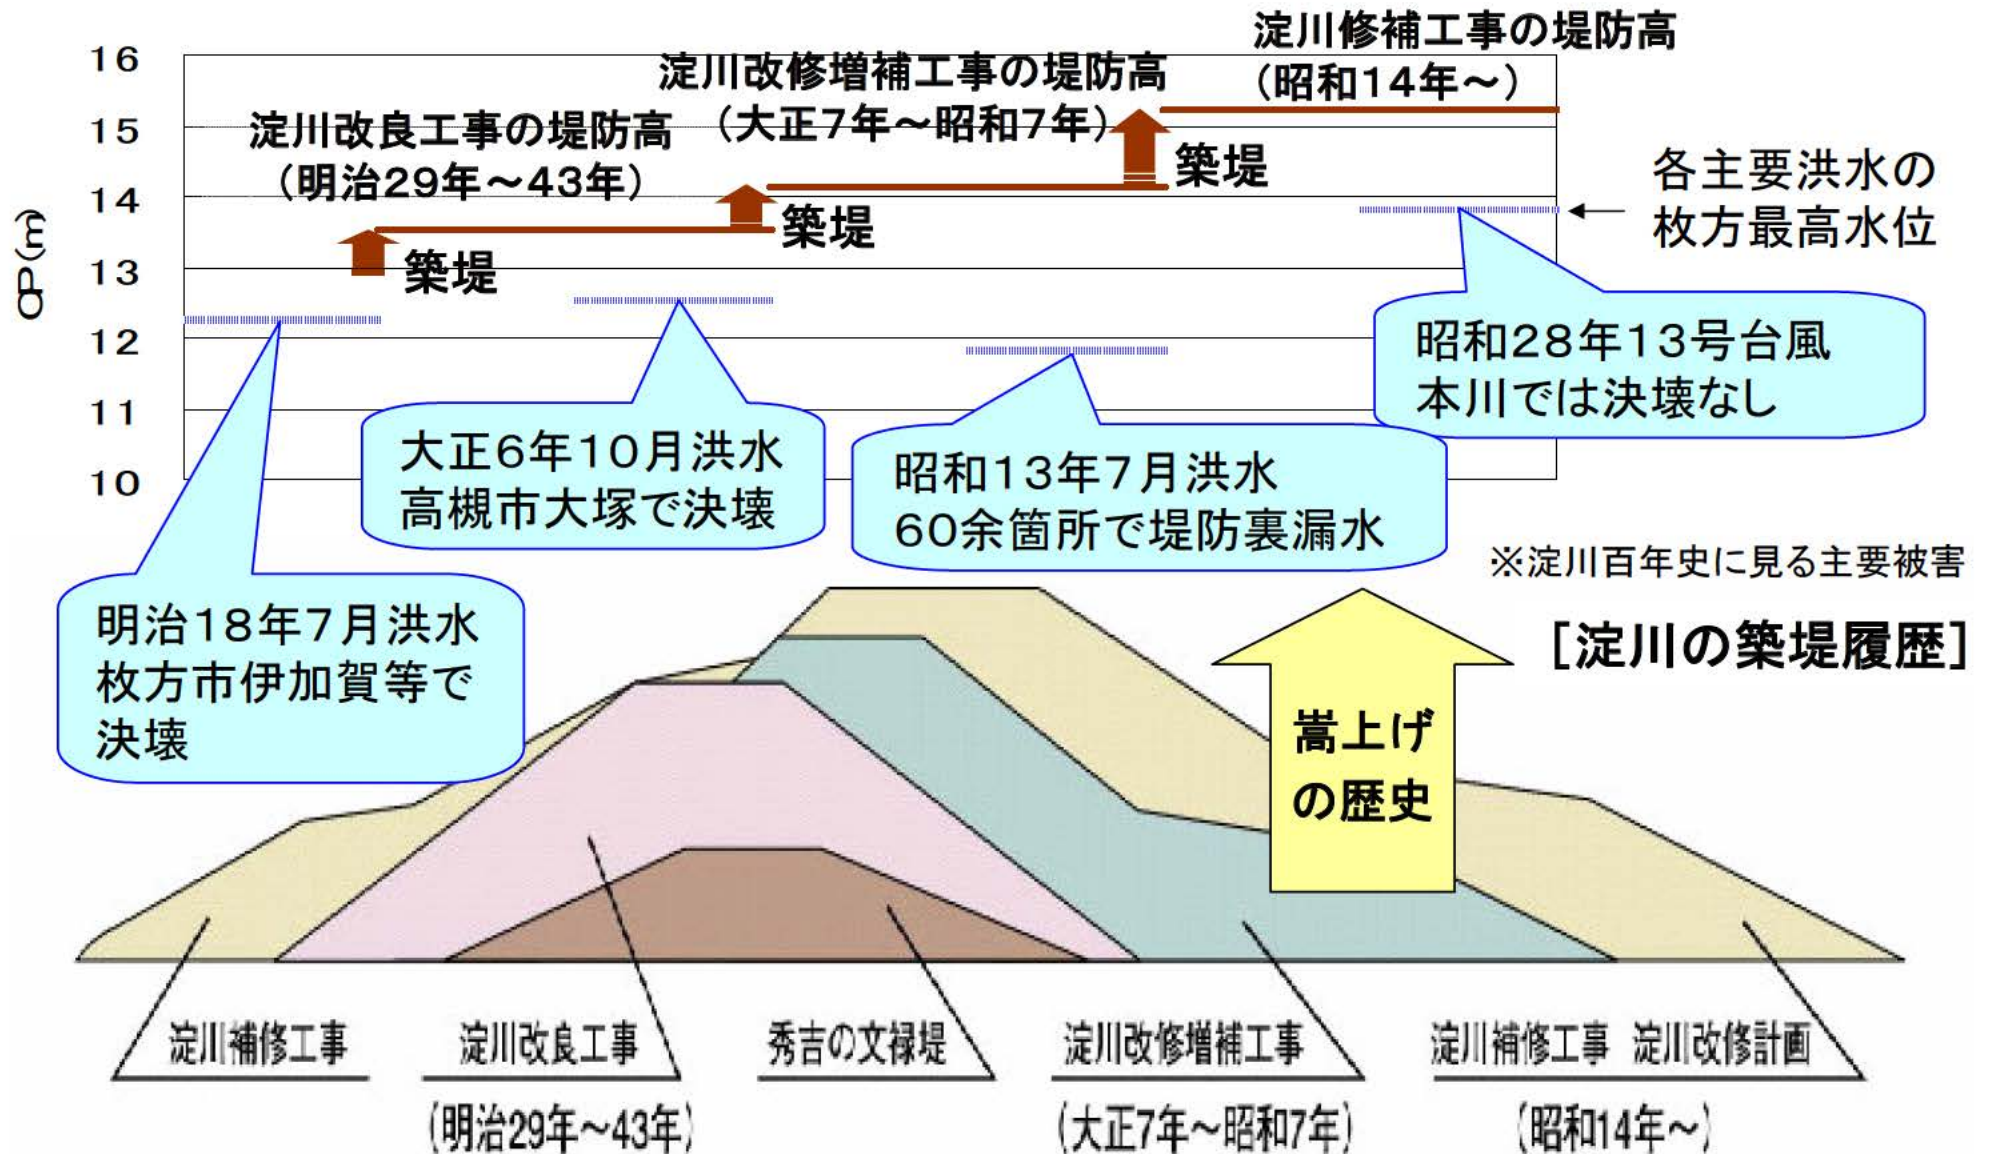 淀川修補工事の堤防高
(昭和14年～)
淀川改修増補工事の堤防高
(大正7年～昭和7年)
淀川改良工事の堤防高
(明治29年～43年)
16
15
14
13
12
11
10
OP(m)
築堤
築堤
築堤
各主要洪水の
枚方最高水位
昭和28年13号台風
本川では決壊なし
大正6年10月洪水
高槻市大塚で決壊
昭和13年7月洪水
60余箇所で堤防裏漏水
明治18年7月洪水
枚方市伊加賀等で
決壊
※淀川百年史に見る主要被害
[淀川の築堤履歴]
嵩上げ
の歴史
淀川補修工事
淀川改良工事
(明治29年～43年)
秀吉の文禄堤
淀川改修増補工事
(大正7年～昭和7年)
淀川補修工事 淀川改修計画
(昭和14年～)